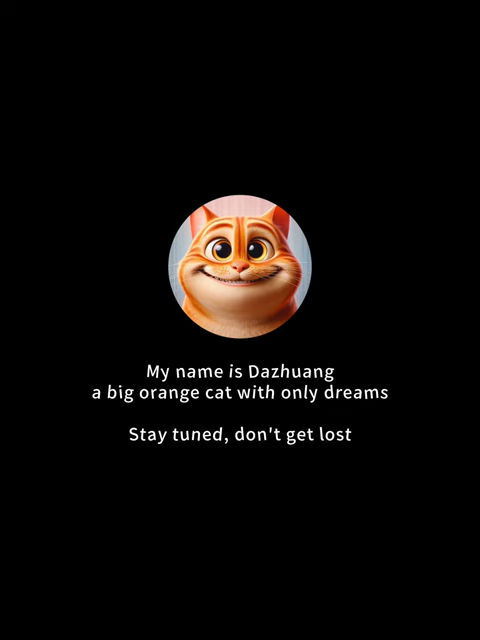 My name is Dazhuang
a big orange cat with only dreams
Stay tuned, don't get lost